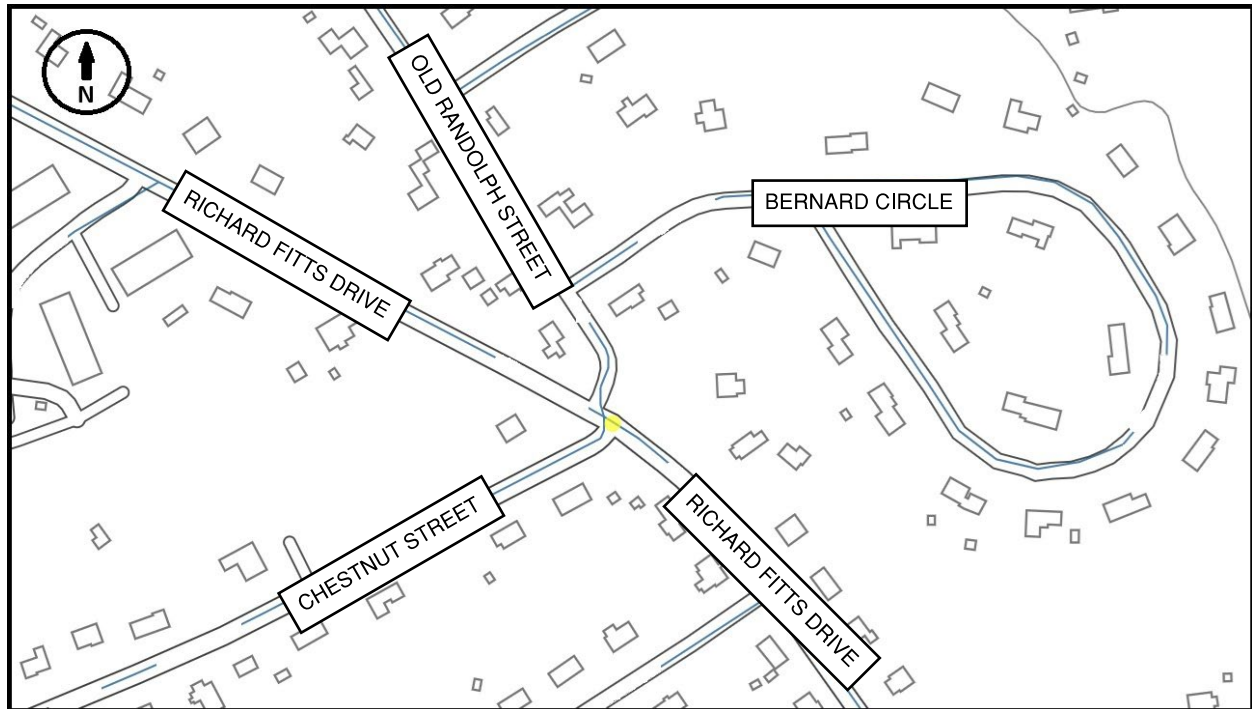 N
OLD RANDOLPH STREET
RICHARD FITTS DRIVE
BERNARD CIRCLE
CHESTNUT STREET
RICHARD FITTS DRIVE